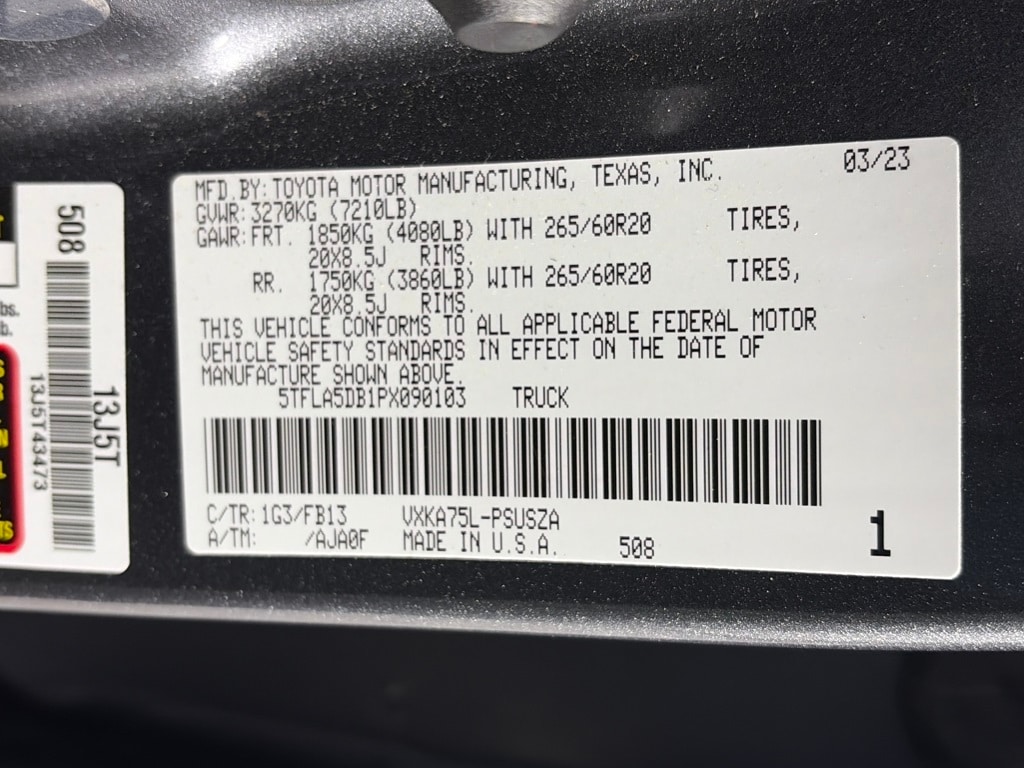 MFD.BY: TOYOTA MOTOR MANUFACTURING, TEXAS, INC. 03/23
GVWR: 3270KG (7210LB)
GAWR: FRT. 1850KG (4080LB) WITH 265/60R20 TIRES,
20X8.5J RIMS.
RR. 1750KG (3860LB) WITH 265/60R20 TIRES,
20X8.5J RIMS.
THIS VEHICLE CONFORMS TO ALL APPLICABLE FEDERAL MOTOR
VEHICLE SAFETY STANDARDS IN EFFECT ON THE DATE OF
MANUFACTURE SHOWN ABOVE.
5TFLA5DB1PX090103 TRUCK
C/TR: 1G3/FB13 VXKA75L-PSUSZA
A/TM: /AJA0F MADE IN U.S.A. 508
1
508
13J5T
13J5T43473